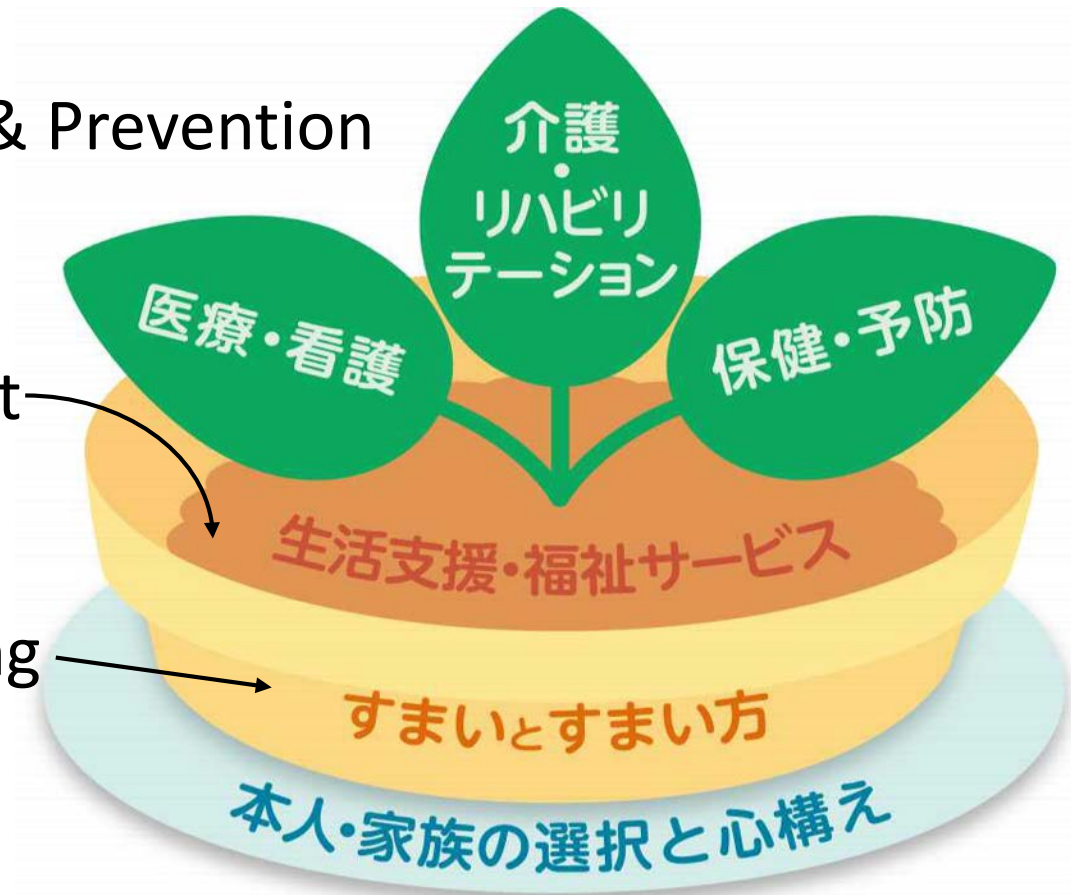 & Prevention
介護
・
リハビリ
テーション
医療・看護
保健・予防
生活支援・福祉サービス
すまいとすまい方
本人・家族の選択と心構え